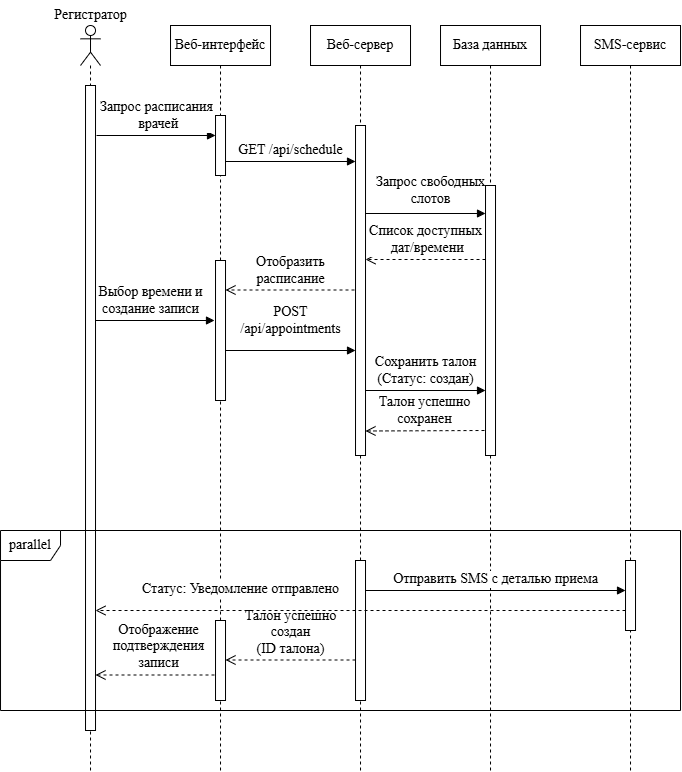 Регистратор
Веб-интерфейс
Веб-сервер
База данных
SMS-сервис
Запрос расписания
врачей
GET /api/schedule
Запрос свободных
слотов
Список доступных
дат/времени
Отобразить
расписание
Выбор времени и
создание записи
POST
/api/appointments
Сохранить талон
(Статус: создан)
Талон успешно
сохранен
parallel
Отправить SMS с деталью приема
Статус: Уведомление отправлено
Талон успешно
создан
(ID талона)
Отображение
подтверждения
записи